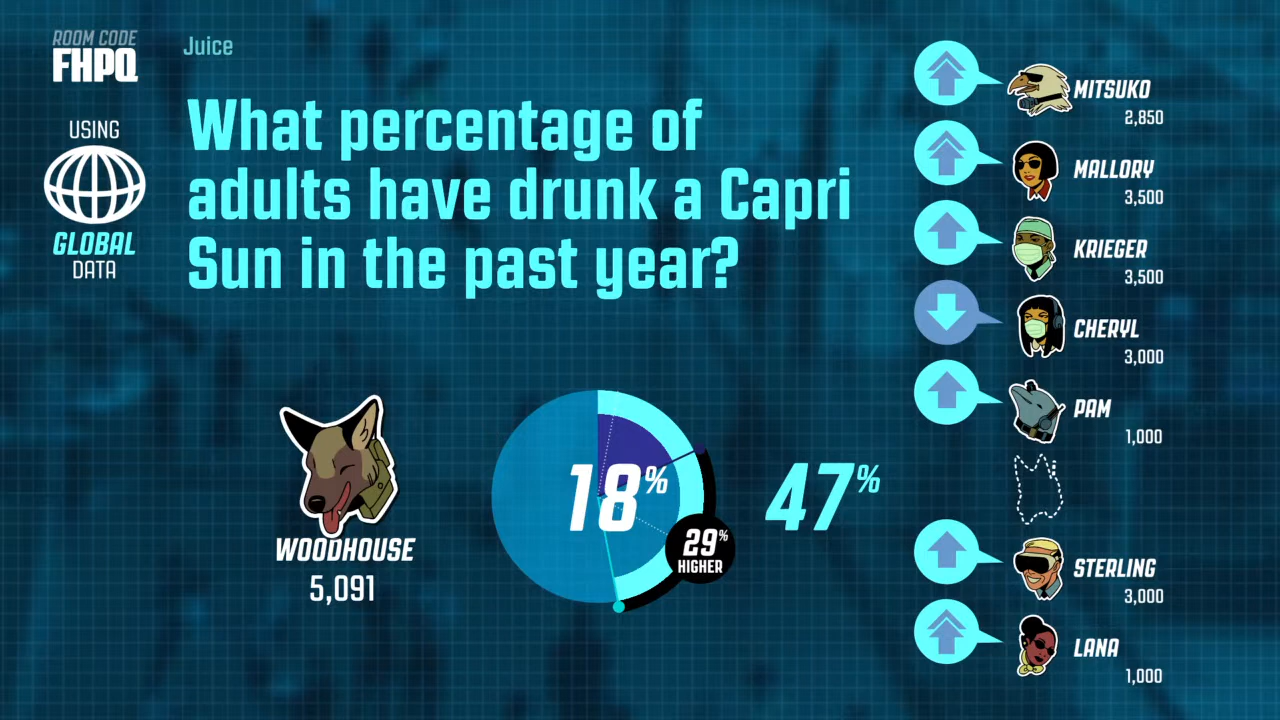 ROOM CODE
FHPQ
Juice
USING
GLOBAL
DATA
What percentage of
adults have drunk a Capri
Sun in the past year?
WOODHOUSE
5,091
18%
29%
HIGHER
47%
MITSUKO
2,850
MALLORY
3,500
KRIEGER
3,500
CHERYL
3,000
PAM
1,000
STERLING
3,000
LANA
1,000